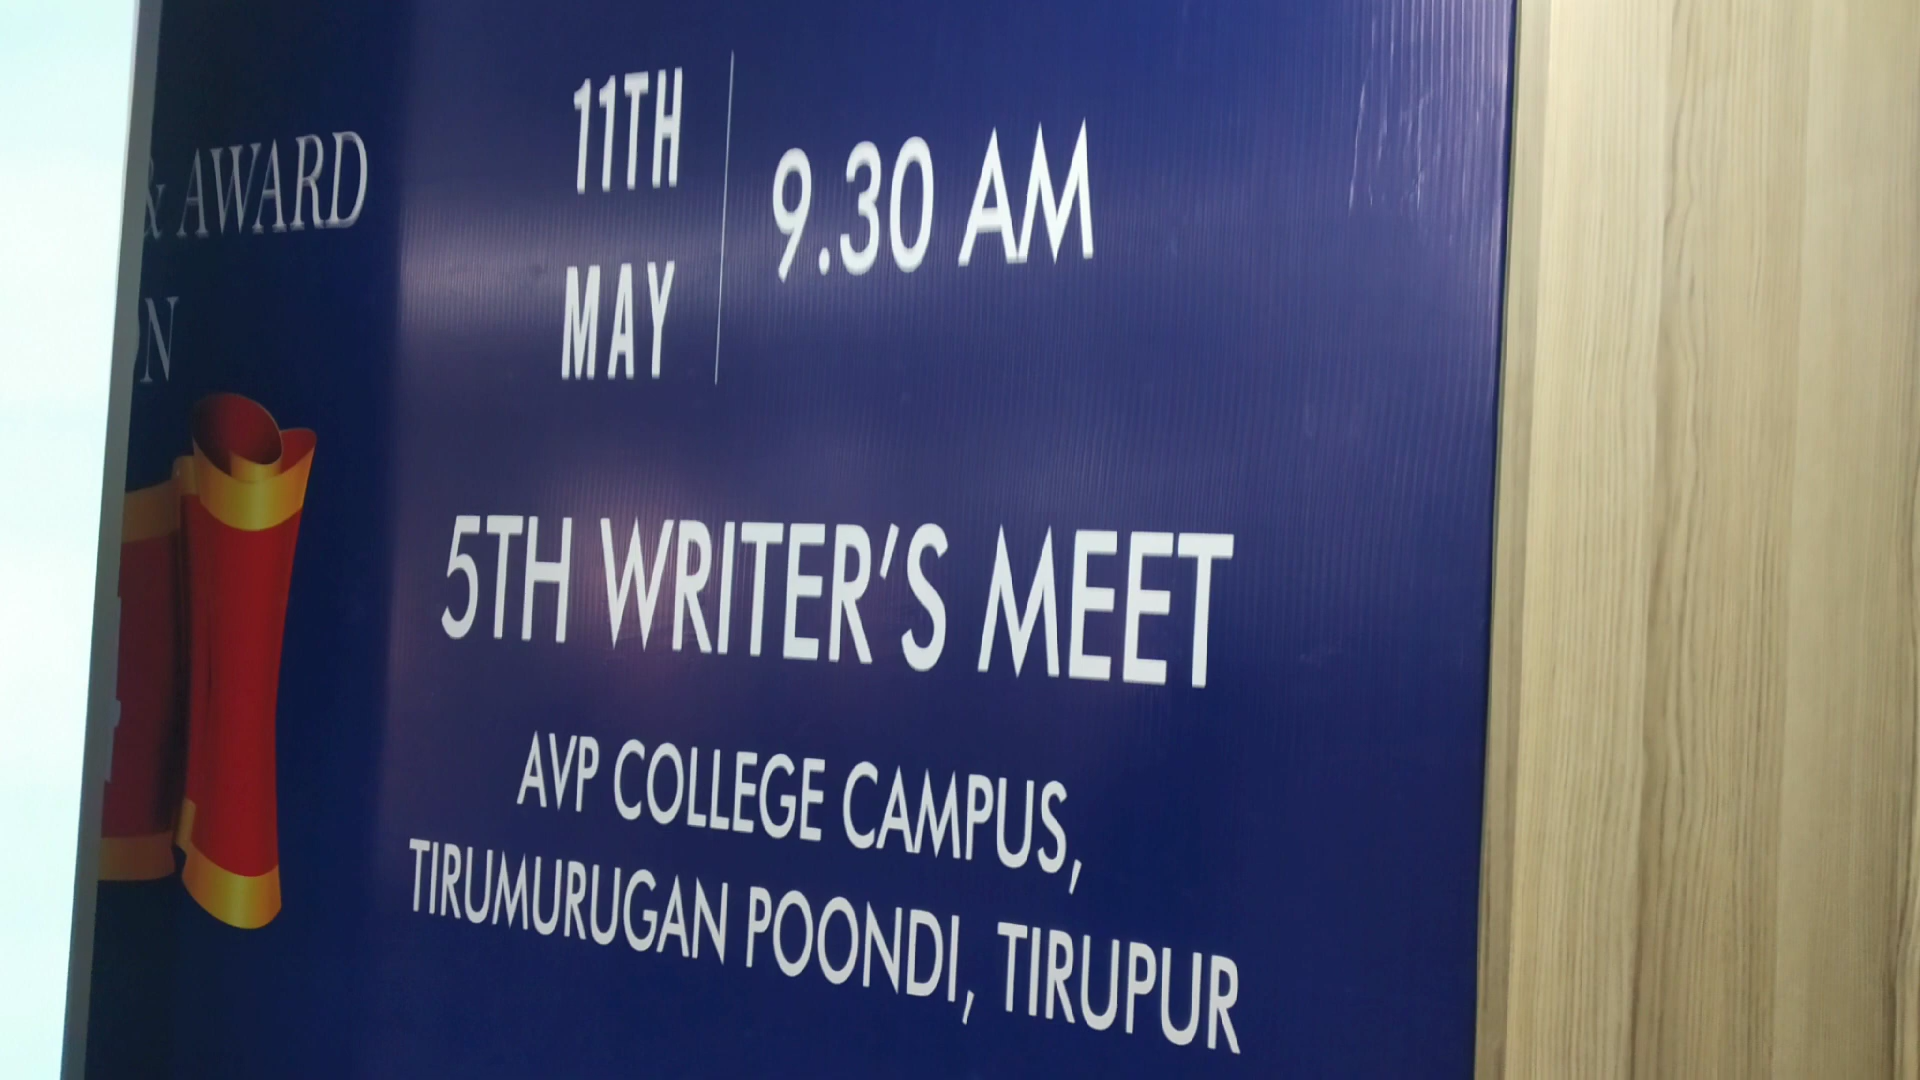 & AWARD
N
11TH
MAY
9.30 AM
5TH WRITER'S MEET
AVP COLLEGE CAMPUS,
TIRUMURUGAN POONDI, TIRUPUR